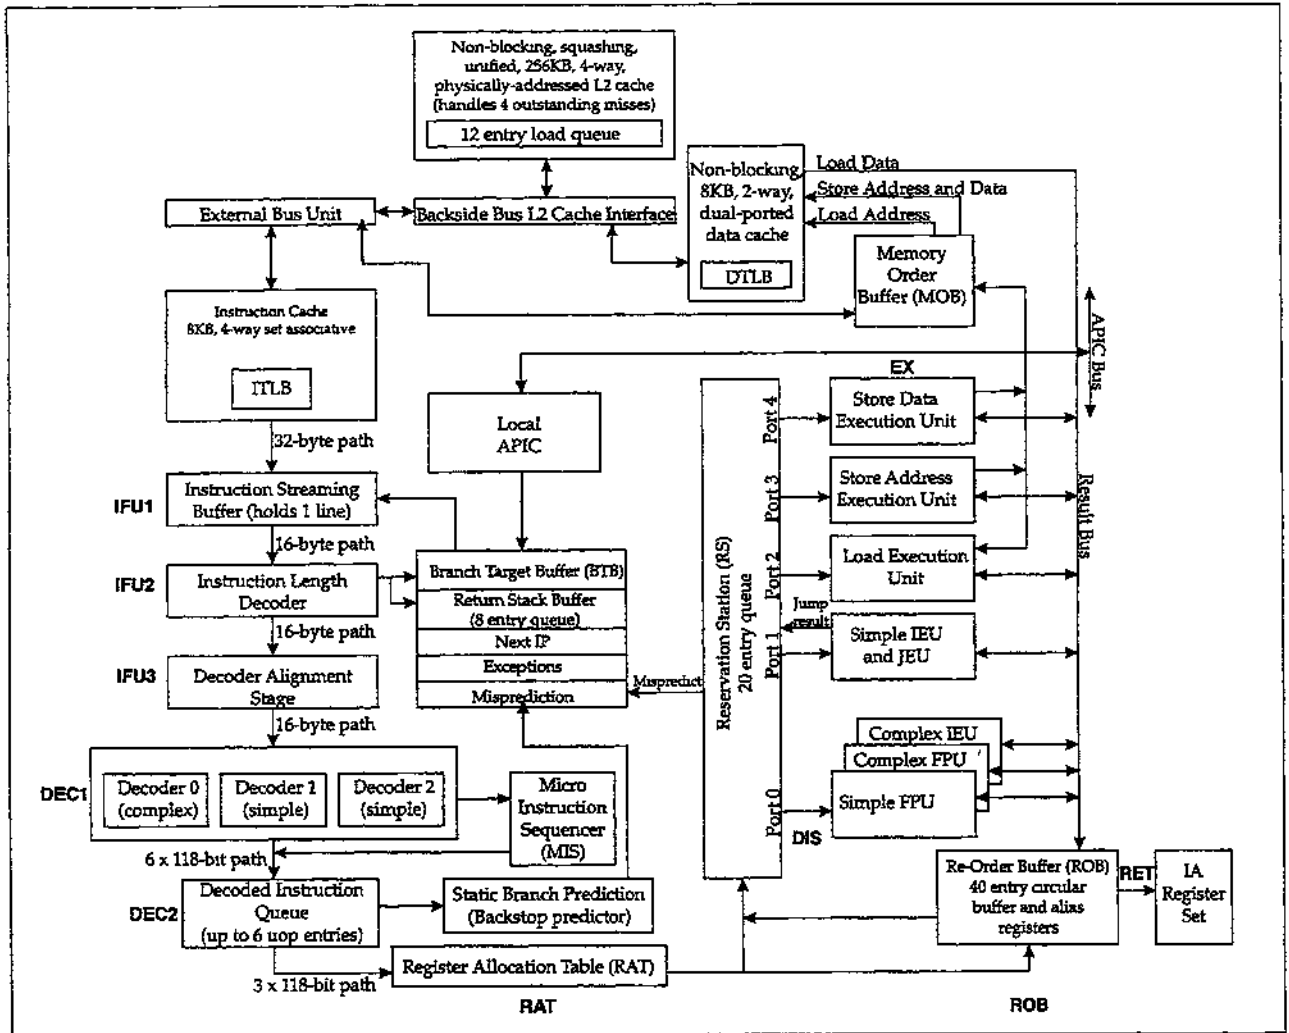 Non-blocking, squashing,
unified, 256KB, 4-way,
physically-addressed L2 cache
(handles 4 outstanding misses)
12 entry load queue
External Bus Unit
Backside Bus L2 Cache Interface
Non-blocking
8KB, 2-way,
dual-ported
data cache
DTLB
Load Data
Store Address and Data
Load Address
Memory
Order
Buffer (MOB)
Instruction Cache
8KB, 4-way set associative
ITLB
32-byte path
Local
APIC
APIC Bus
EX
IFU1
Instruction Streaming
Buffer (holds 1 line)
16-byte path
IFU2
Instruction Length
Decoder
16-byte path
IFU3
Decoder Alignment
Stage
16-byte path
Branch Target Buffer (BTB)
Return Stack Buffer
(8 entry queue)
Next IP
Exceptions
Misprediction
Mispredict
Reservation Station (RS)
20 entry queue
Port 4
Port 3
Port 2
Port 1
Port 0
Store Data
Execution Unit
Store Address
Execution Unit
Load Execution
Unit
Jump
result
Simple IEU
and JEU
Result Bus
Complex IEU
Complex FPU
Simple FPU
DIS
DEC1
Decoder 0
(complex)
Decoder 1
(simple)
Decoder 2
(simple)
Micro
Instruction
Sequencer
(MIS)
6 x 118-bit path
DEC2
Decoded Instruction
Queue
(up to 6 uop entries)
Static Branch Prediction
(Backstop predictor)
3 x 118-bit path
Register Allocation Table (RAT)
RAT
Re-Order Buffer (ROB)
40 entry circular
buffer and alias
registers
RET
IA
Register
Set
ROB